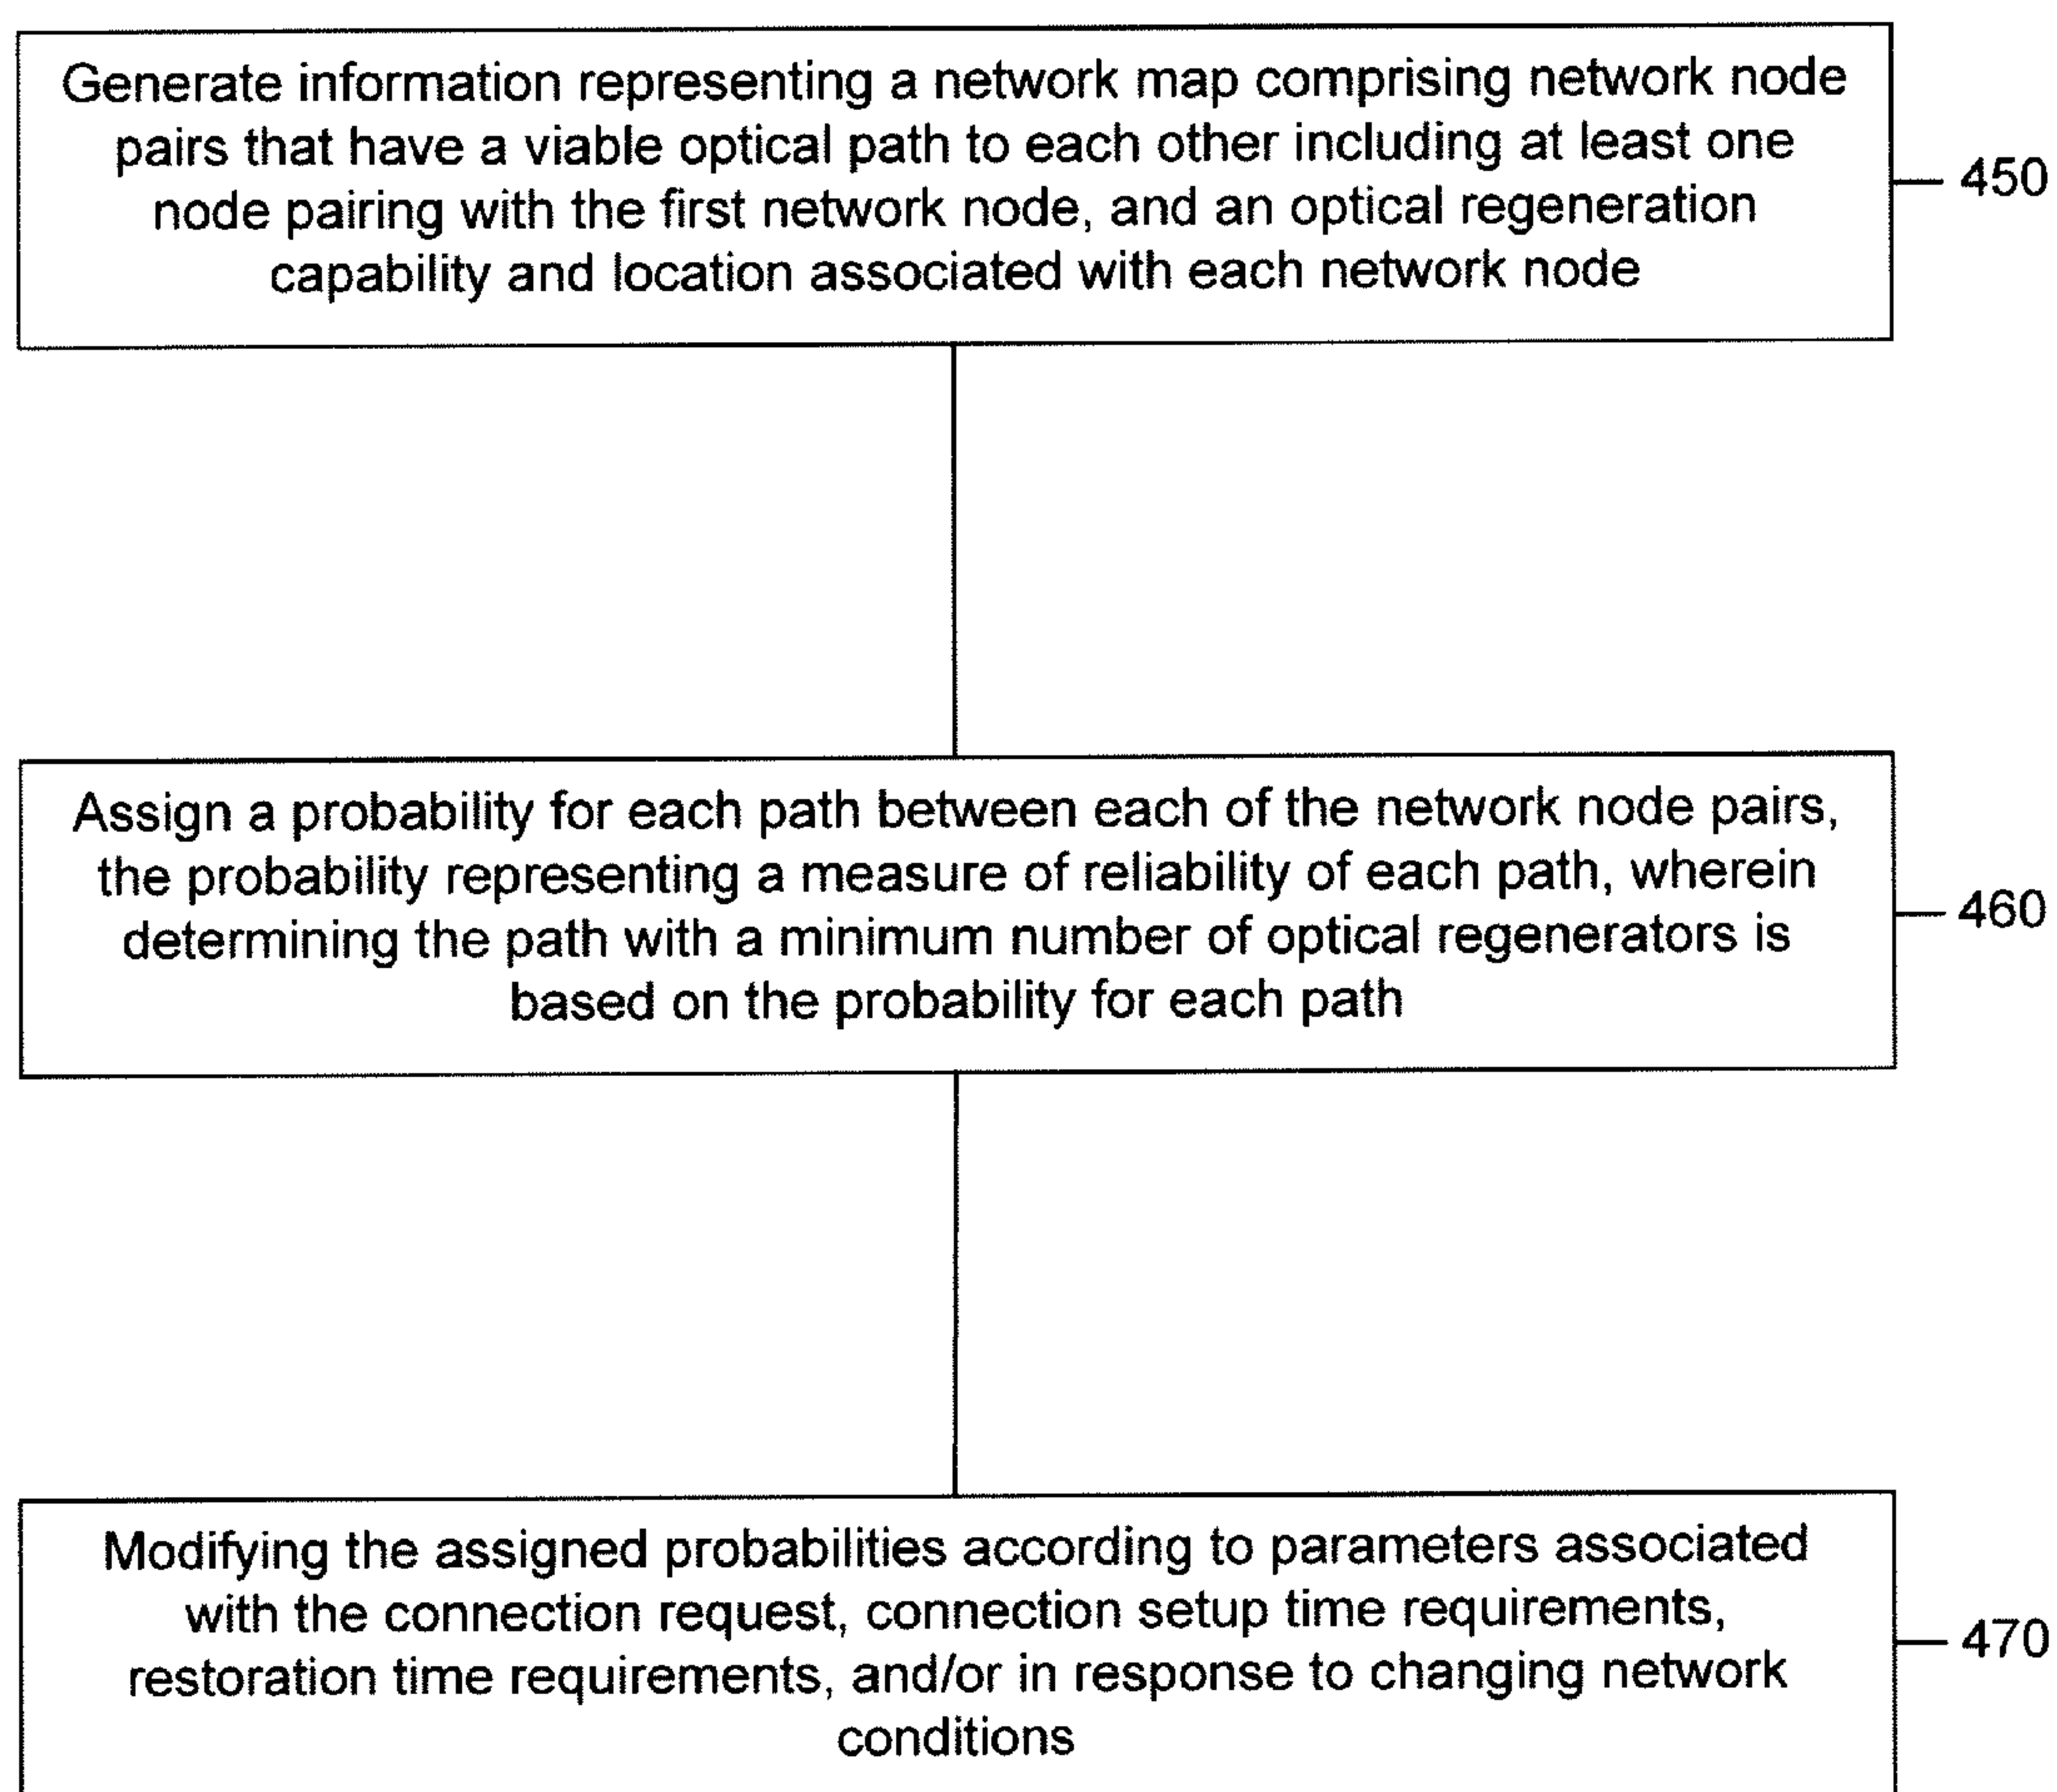 Generate information representing a network map comprising network node
pairs that have a viable optical path to each other including at least one
node pairing with the first network node, and an optical regeneration
capability and location associated with each network node
450
Assign a probability for each path between each of the network node pairs,
the probability representing a measure of reliability of each path, wherein
determining the path with a minimum number of optical regenerators is
based on the probability for each path
460
Modifying the assigned probabilities according to parameters associated
with the connection request, connection setup time requirements,
restoration time requirements, and/or in response to changing network
conditions
470